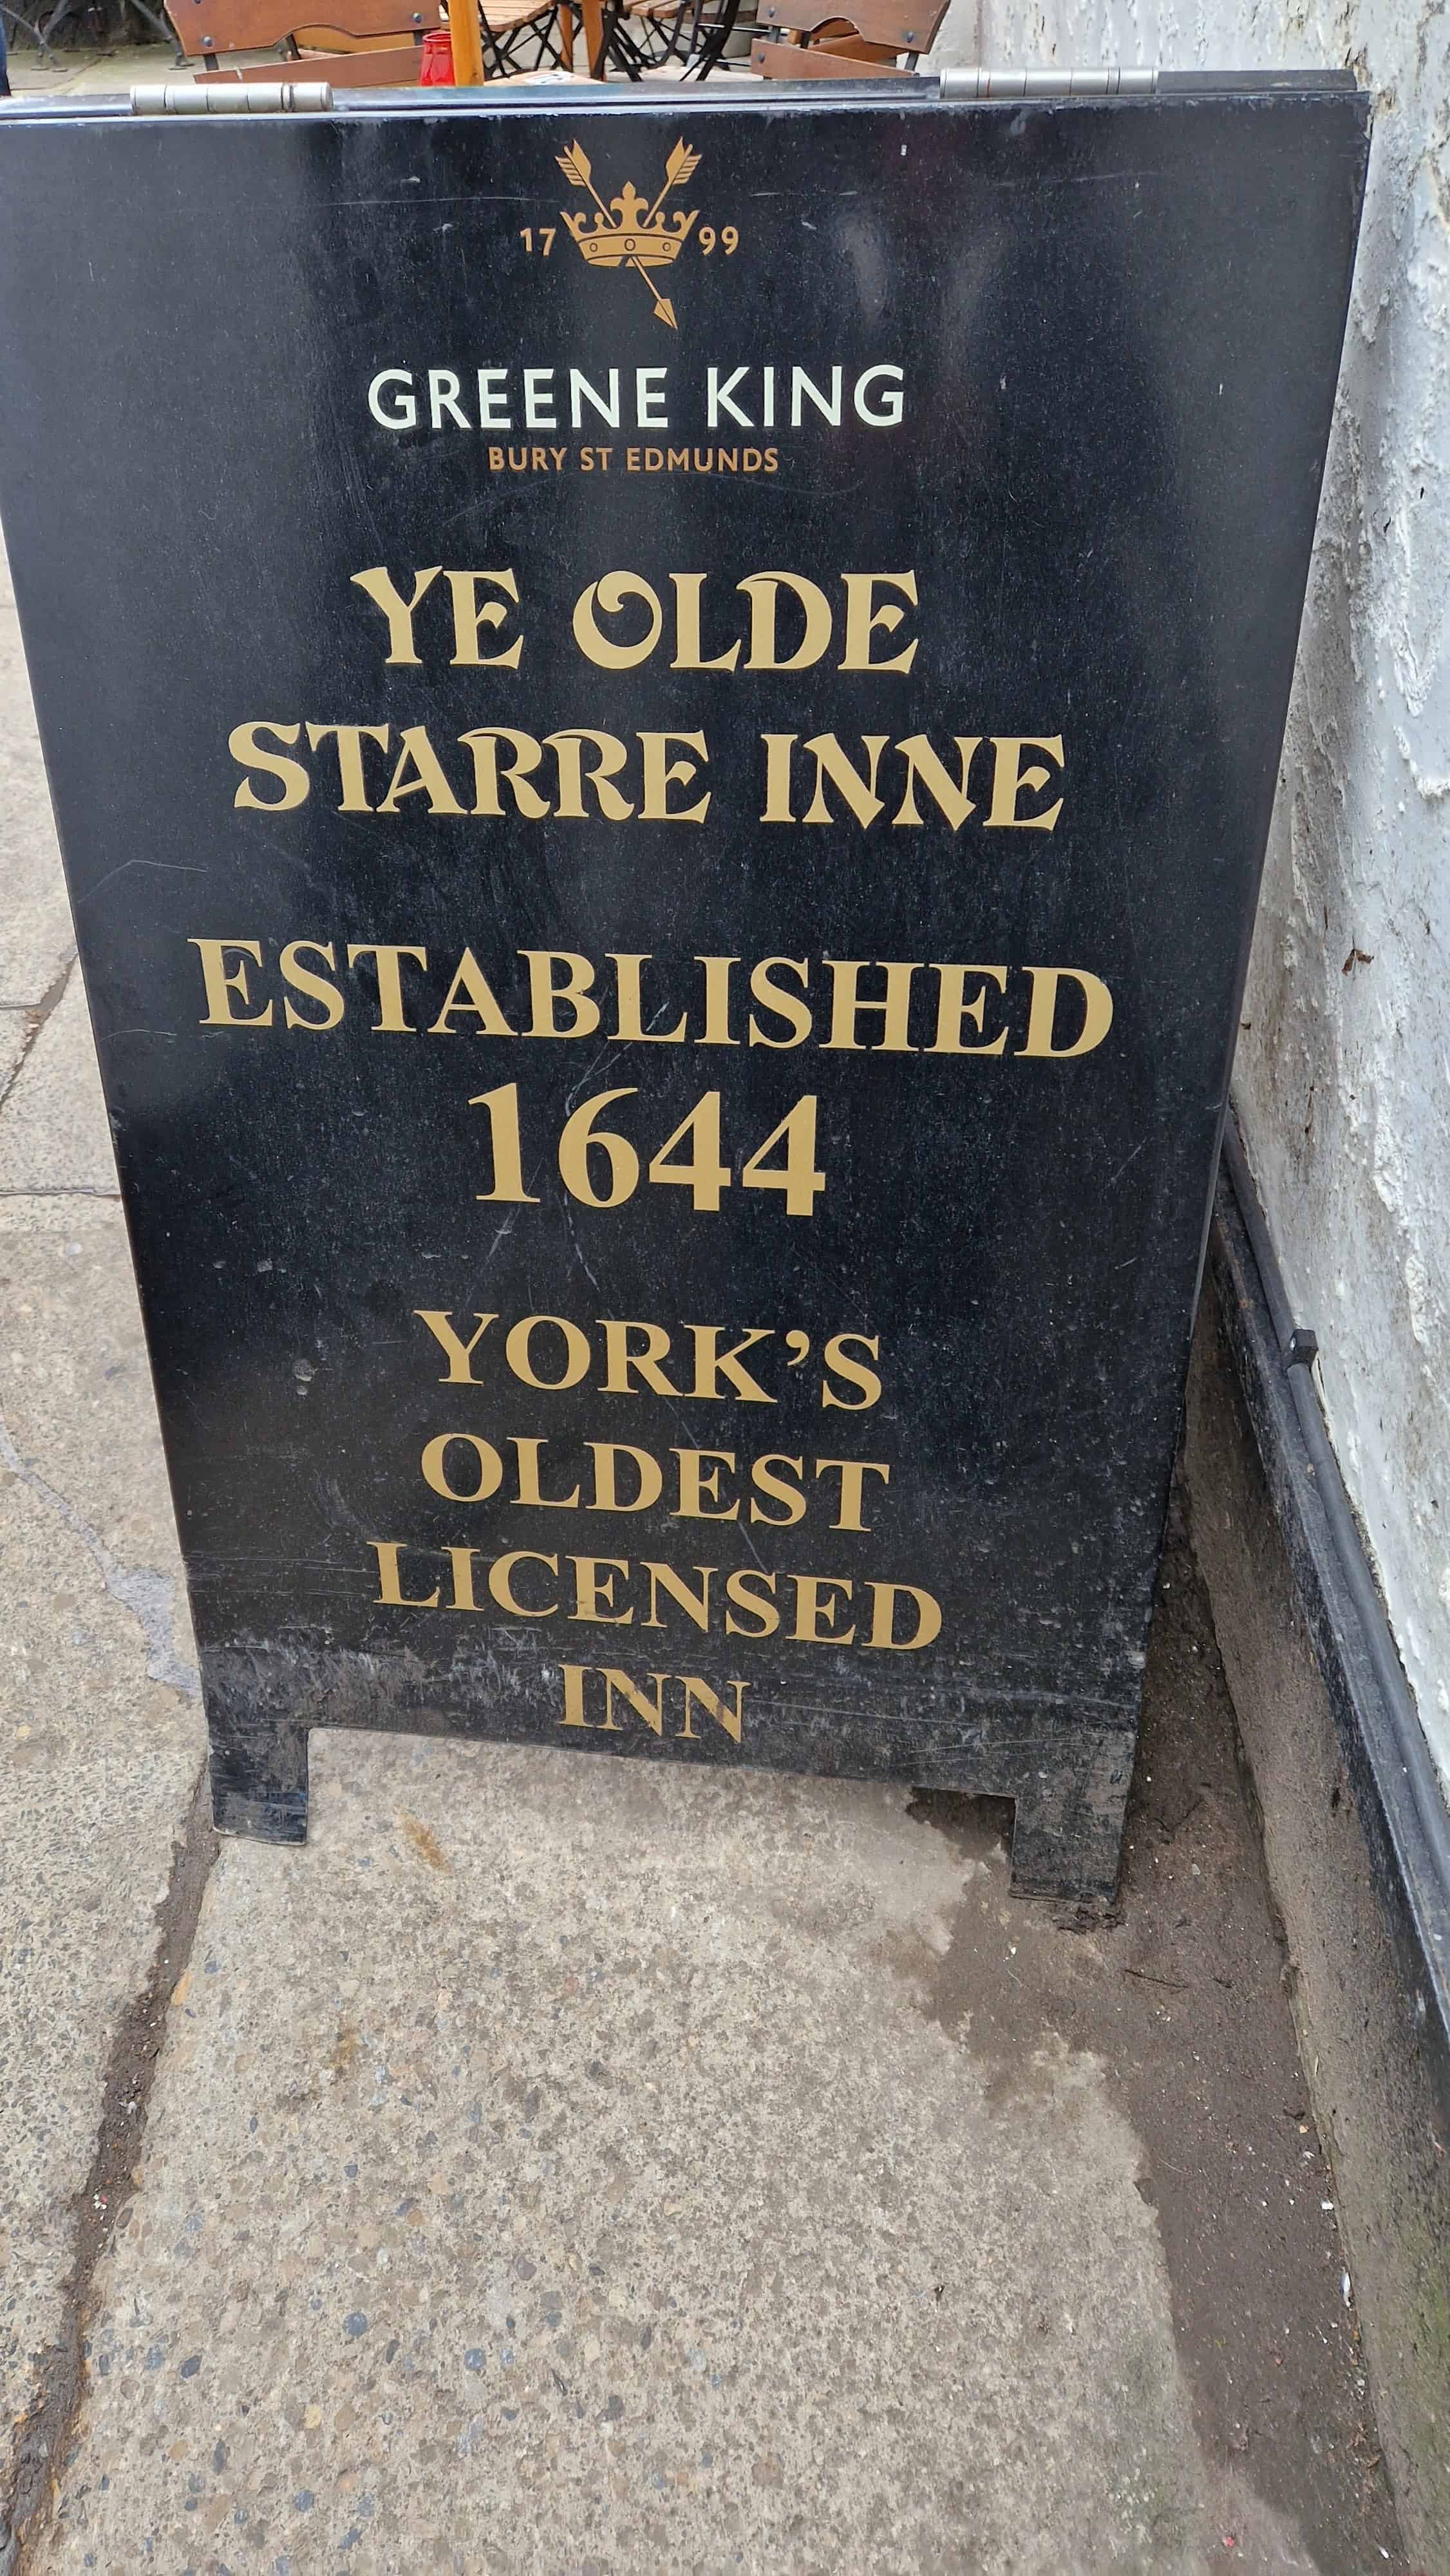 17 99
GREENE KING
BURY ST EDMUNDS
YE OLDE
STARRE INNE
ESTABLISHED
1644
YORK'S
OLDEST
LICENSED
INN